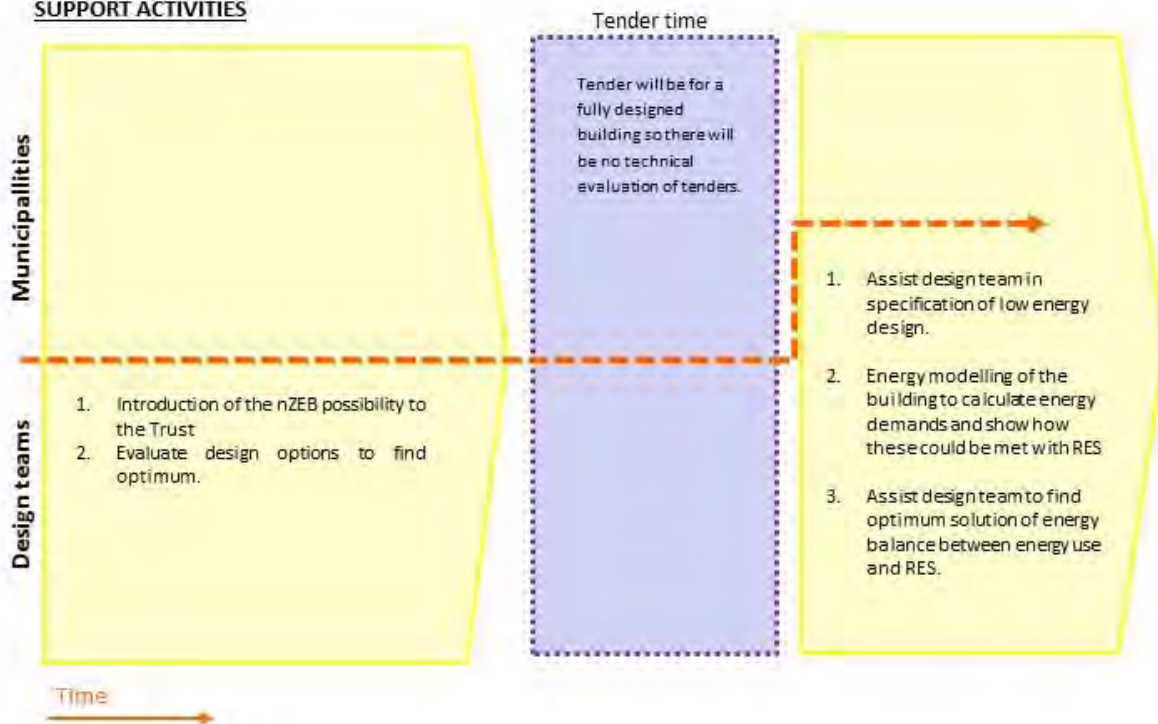 SUPPORT ACTIVITIES
Tender time
Municipallities
Tender will be for a
fully designed
building so there will
be no technical
evaluation of tenders.
Design teams
1. Introduction of the nZEB possibility to
the Trust
2. Evaluate design options to find
optimum.
1. Assist design team in
specification of low energy
design.
2. Energy modelling of the
building to calculate energy
demands and show how
these could be met with RES
3. Assist design team to find
optimum solution of energy
balance between energy use
and RES.
Time